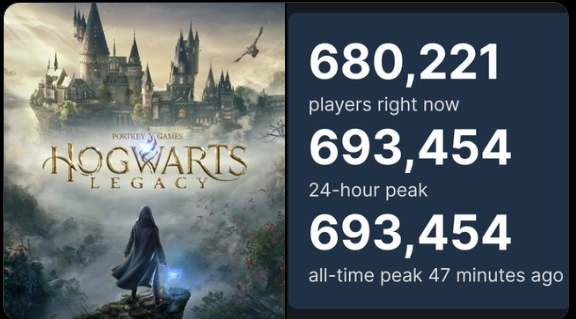 PORTKEY GAMES
HOGWARTS
LEGACY
680,221
players right now
693,454
24-hour peak
693,454
all-time peak 47 minutes ago